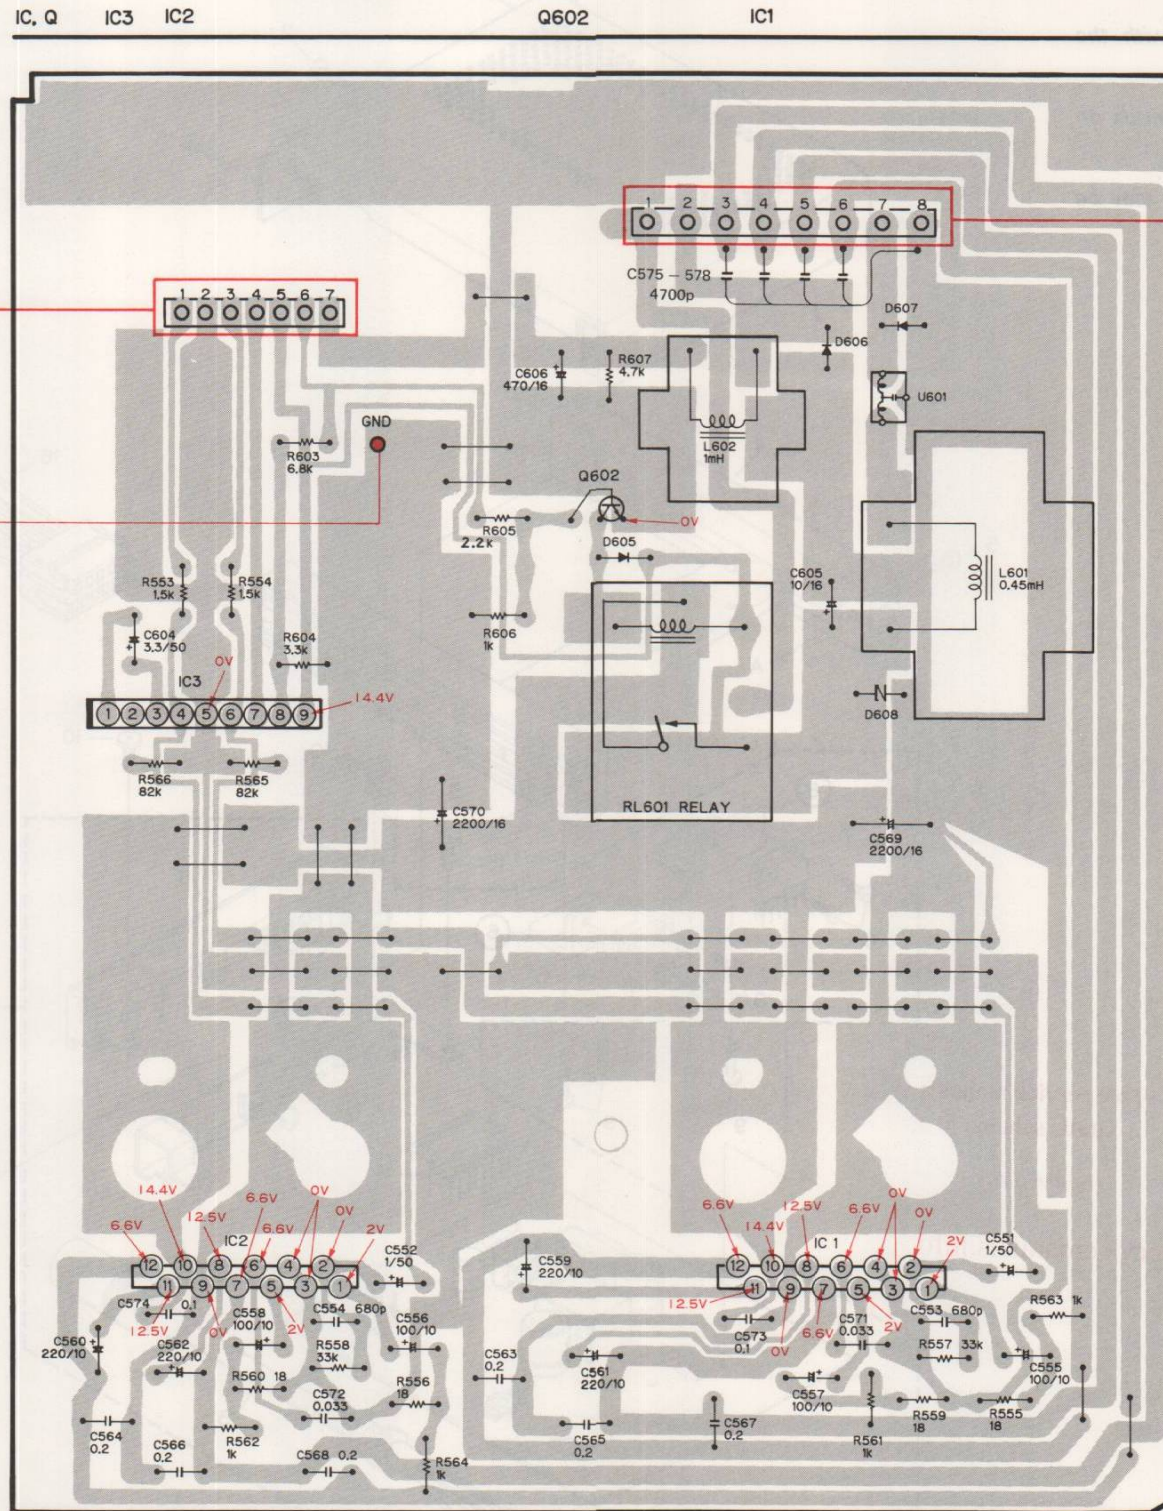 IC, Q IC3 IC2 Q602 IC1
1 2 3 4 5 6 7 8
C575 - 578
4700p
1 2 3 4 5 6 7
D607
D606
C606
470/16
R607
4.7k
U601
GND
L602
1mH
R603
6.8k
Q602
0V
R605
2.2k
D605
R553
1.5k
R554
1.5k
C605
10/16
L601
0.45mH
C604
3.3/50
R604
3.3k
R606
1k
IC3
0V
14.4V
1 2 3 4 5 6 7 8 9
D608
R566
82k
R565
82k
C570
2200/16
RL601 RELAY
C569
2200/16
14.4V
6.6V
12.5V
6.6V
6.6V
0V
0V
2V
IC2
C552
1/50
12 10 8 6 4 2
11 9 7 5 3 1
C574 0.1
12.5V
0V
2V
C558
100/10
C554 680p
C556
100/10
C560
220/10
C562
220/10
R558
33k
R560 18
R556
18
C572
0.033
C564
0.2
R562
1k
C566
0.2
C568 0.2
R564
1k
C559
220/10
C563
0.2
C561
220/10
C565
0.2
C567
0.2
6.6V
14.4V
12.5V
6.6V
0V
0V
2V
IC 1
C551
1/50
12 10 8 6 4 2
11 9 7 5 3 1
12.5V
C573
0.1
0V
6.6V
C571
0.033
2V
C553 680p
R563 1k
R557 33k
C557
100/10
C555
100/10
R561
1k
R559
18
R555
18